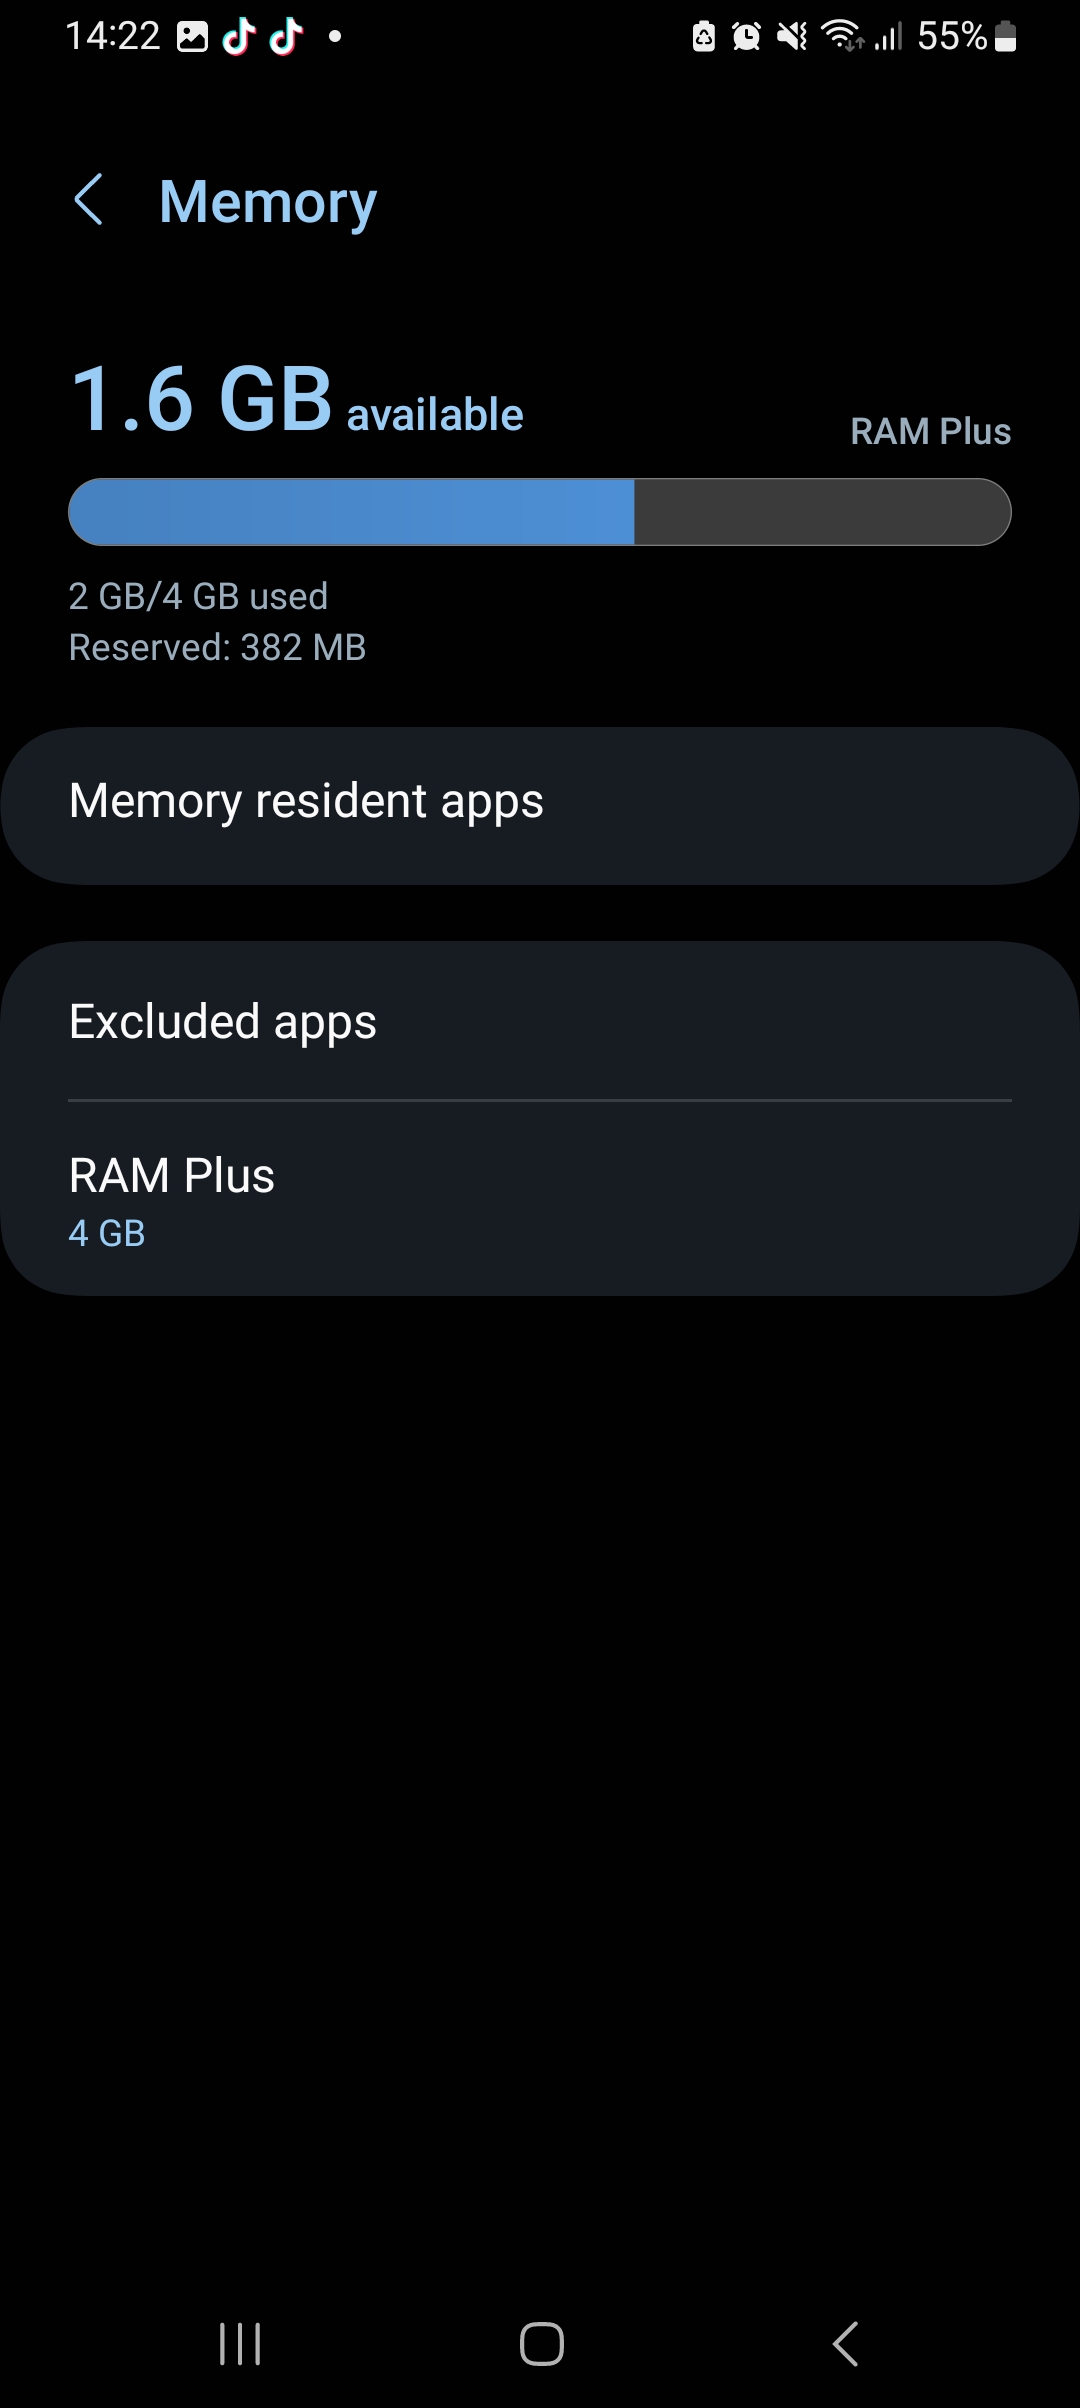 14:22 55%
Memory
1.6 GB available
RAM Plus
2 GB/4 GB used
Reserved: 382 MB
Memory resident apps
Excluded apps
RAM Plus
4 GB